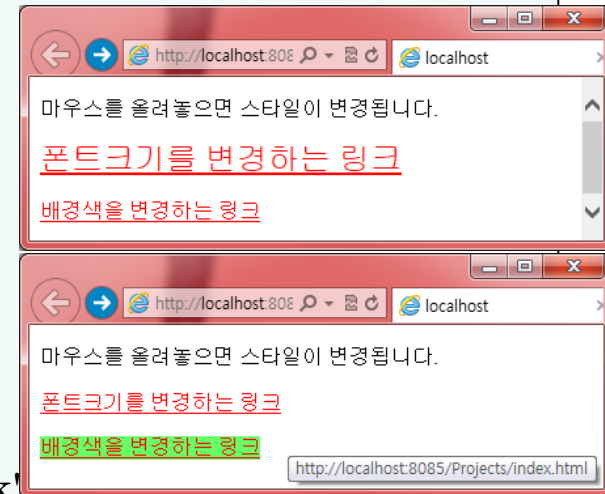 http://localhost:808 localhost
마우스를 올려놓으면 스타일이 변경됩니다.
폰트크기를 변경하는 링크
배경색을 변경하는 링크
http://localhost:808 localhost
마우스를 올려놓으면 스타일이 변경됩니다.
폰트크기를 변경하는 링크
배경색을 변경하는 링크
http://localhost:8085/Projects/index.html